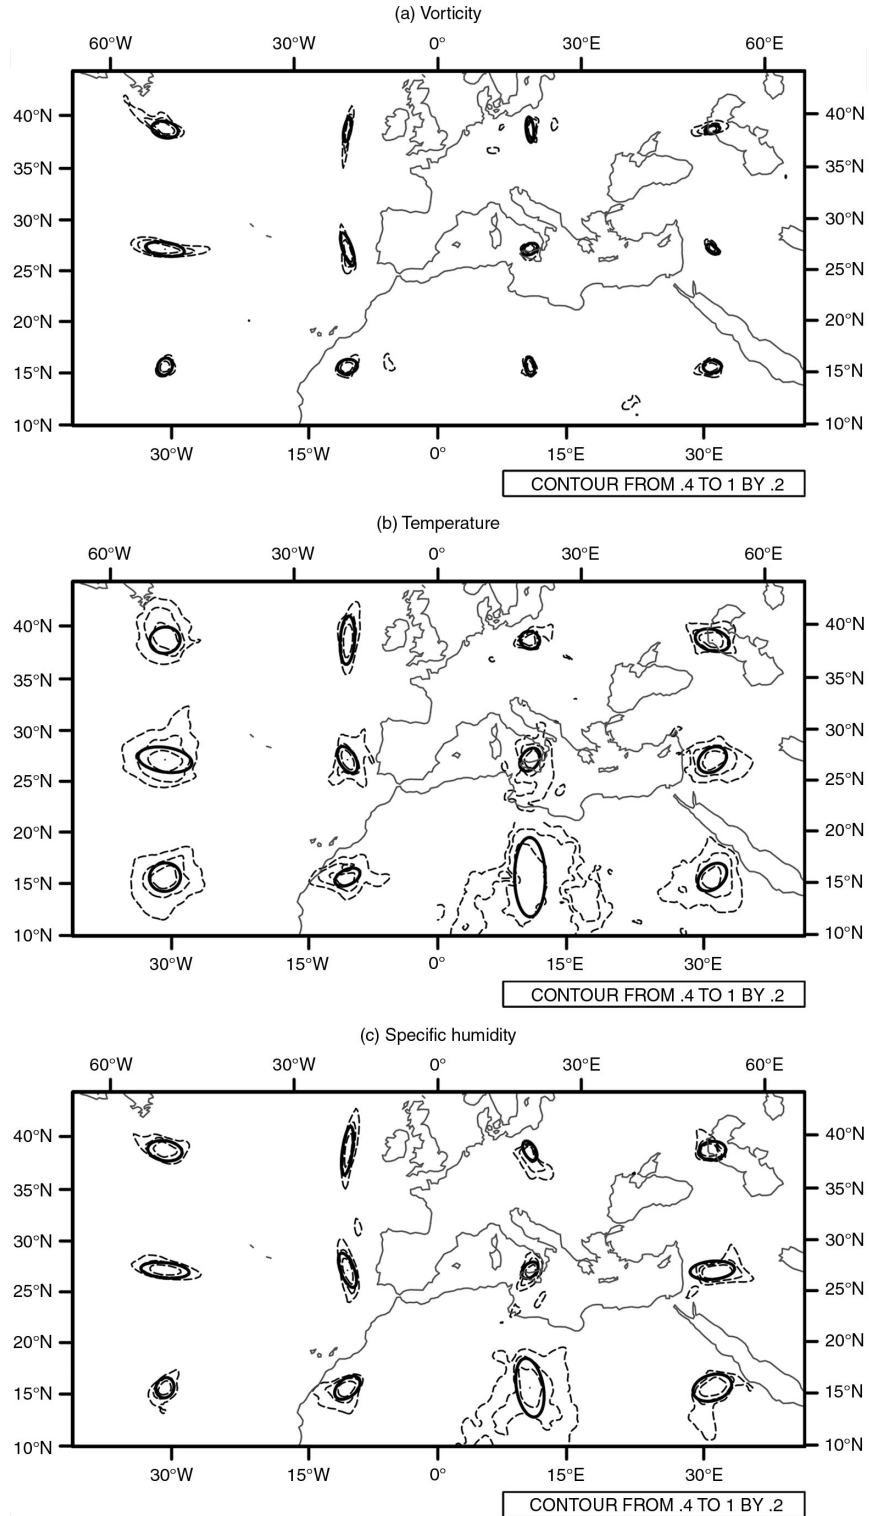 (a) Vorticity
60°W 30°W 0° 30°E 60°E
40°N 40°N
35°N 35°N
30°N 30°N
25°N 25°N
20°N 20°N
15°N 15°N
10°N 10°N
30°W 15°W 0° 15°E 30°E
CONTOUR FROM .4 TO 1 BY .2
(b) Temperature
60°W 30°W 0° 30°E 60°E
40°N 40°N
35°N 35°N
30°N 30°N
25°N 25°N
20°N 20°N
15°N 15°N
10°N 10°N
30°W 15°W 0° 15°E 30°E
CONTOUR FROM .4 TO 1 BY .2
(c) Specific humidity
60°W 30°W 0° 30°E 60°E
40°N 40°N
35°N 35°N
30°N 30°N
25°N 25°N
20°N 20°N
15°N 15°N
10°N 10°N
30°W 15°W 0° 15°E 30°E
CONTOUR FROM .4 TO 1 BY .2